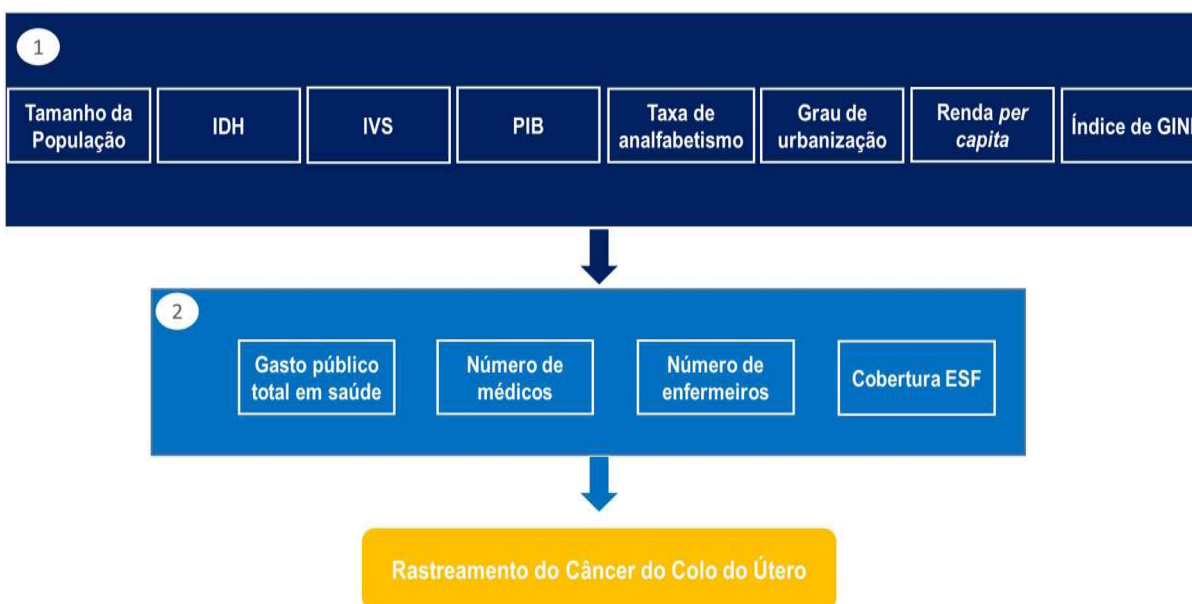 1
Tamanho da
População
IDH
IVS
PIB
Taxa de
analfabetismo
Grau de
urbanização
Renda per
capita
Índice de GINI
2
Gasto público
total em saúde
Número de
médicos
Número de
enfermeiros
Cobertura ESF
Rastreamento do Câncer do Colo do Útero